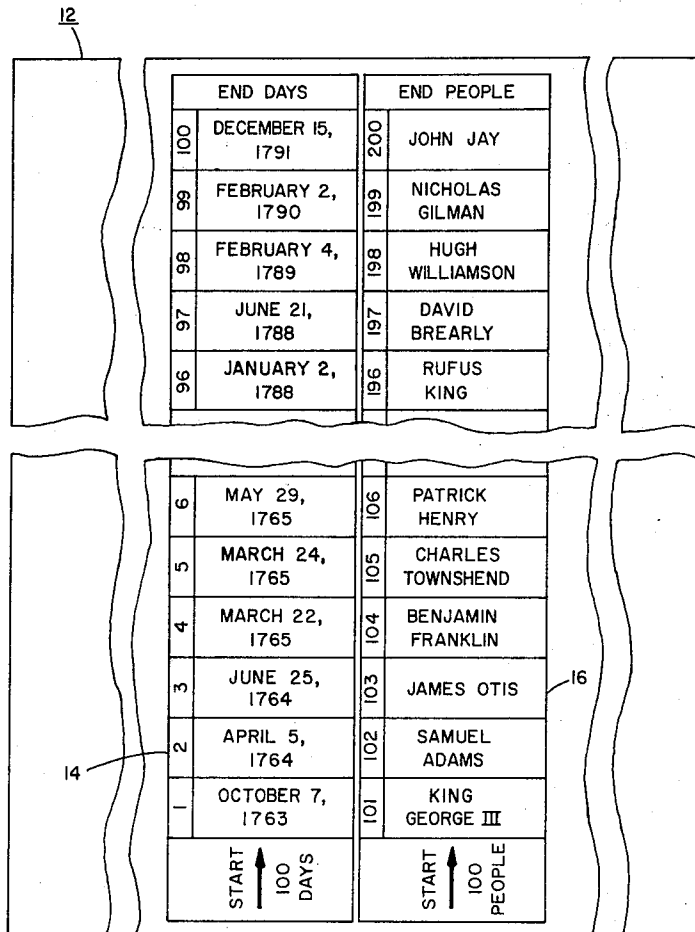 12
END DAYS
100
DECEMBER 15,
1791
99
FEBRUARY 2,
1790
98
FEBRUARY 4,
1789
97
JUNE 21,
1788
96
JANUARY 2,
1788
6
MAY 29,
1765
5
MARCH 24,
1765
4
MARCH 22,
1765
3
JUNE 25,
1764
2
APRIL 5,
1764
1
OCTOBER 7,
1763
START
100
DAYS
14
END PEOPLE
200
JOHN JAY
199
NICHOLAS
GILMAN
198
HUGH
WILLIAMSON
197
DAVID
BREARLY
196
RUFUS
KING
106
PATRICK
HENRY
105
CHARLES
TOWNSHEND
104
BENJAMIN
FRANKLIN
103
JAMES OTIS
102
SAMUEL
ADAMS
101
KING
GEORGE III
START
100
PEOPLE
16